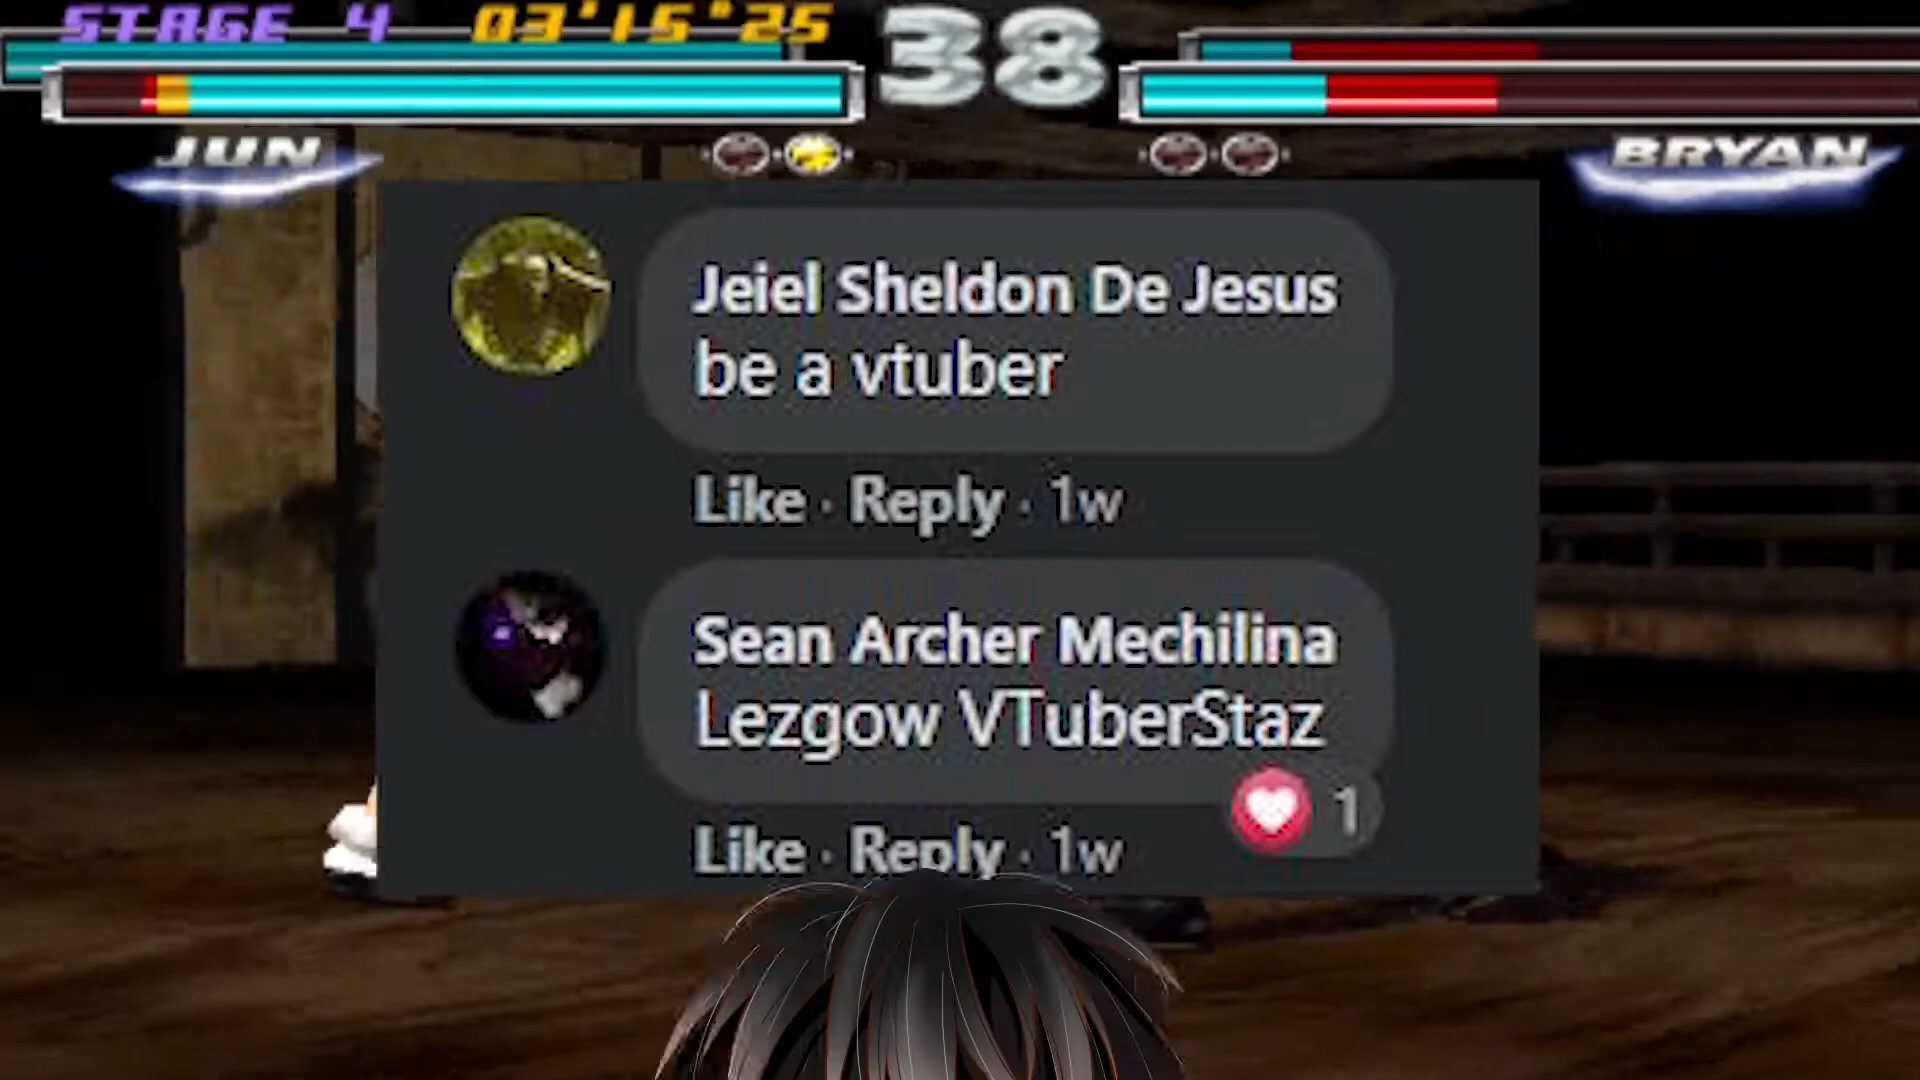 STAGE 4 03'15"25 38
JUN
BRYAN
Jeiel Sheldon De Jesus
be a vtuber
Like · Reply · 1w
Sean Archer Mechilina
Lezgow VTuberStaz
1
Like · Reply · 1w